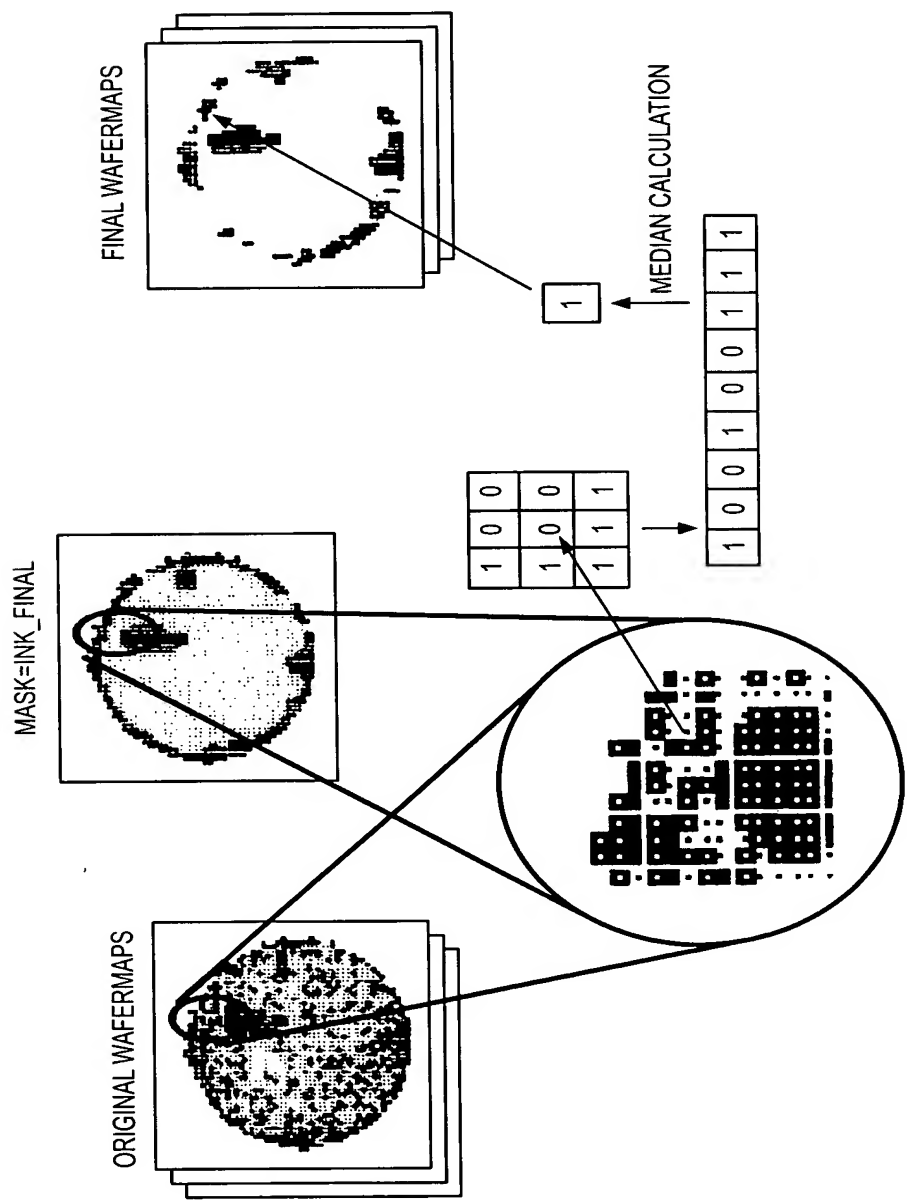 ORIGINAL WAFERMAPS
MASK=INK_FINAL
FINAL WAFERMAPS
1 0 0
1 0 0
1 1 1
1
MEDIAN CALCULATION
1 0 0 1 0 0 1 1 1